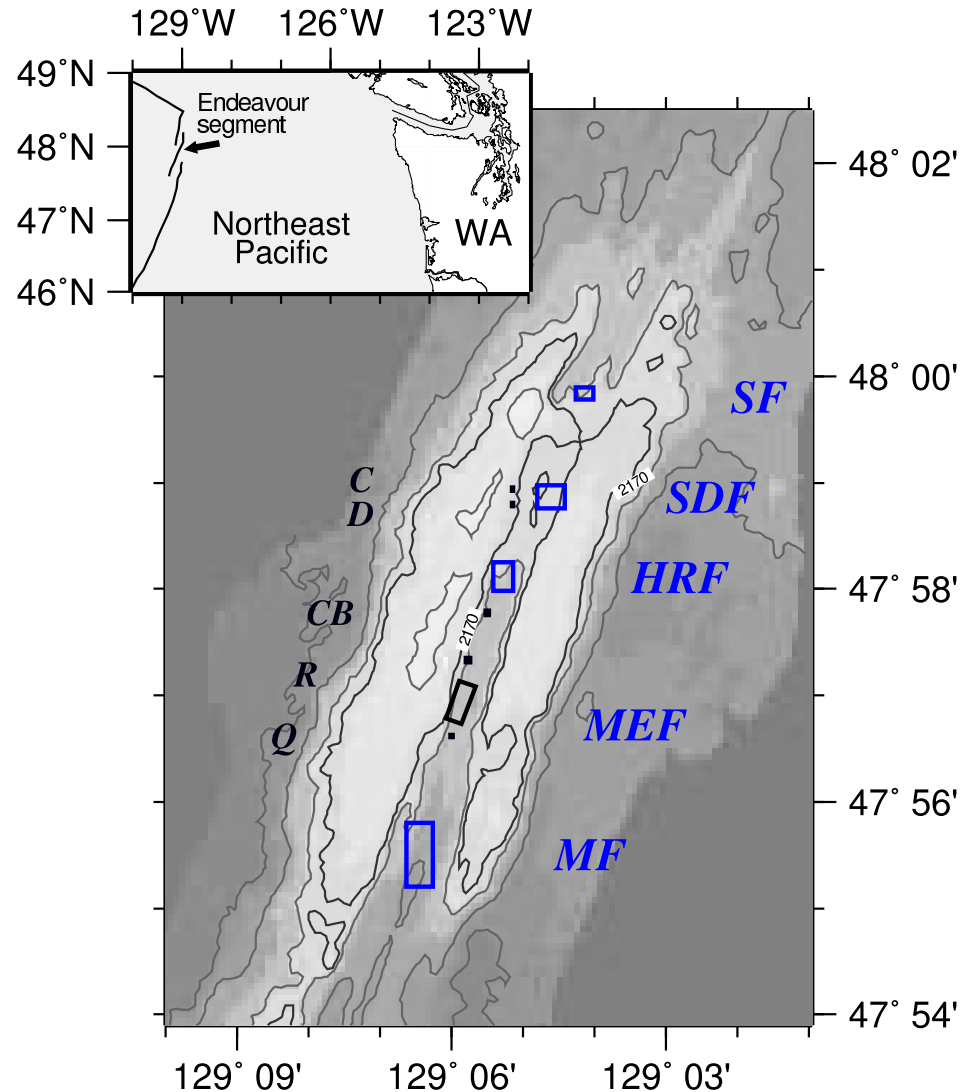 129°W 126°W 123°W
49°N
48°N
47°N
46°N
Endeavour
segment
Northeast
Pacific
WA
48° 02'
48° 00'
47° 58'
47° 56'
47° 54'
SF
C
2170
SDF
D
HRF
CB
2170
R
MEF
Q
MF
129° 09' 129° 06' 129° 03'